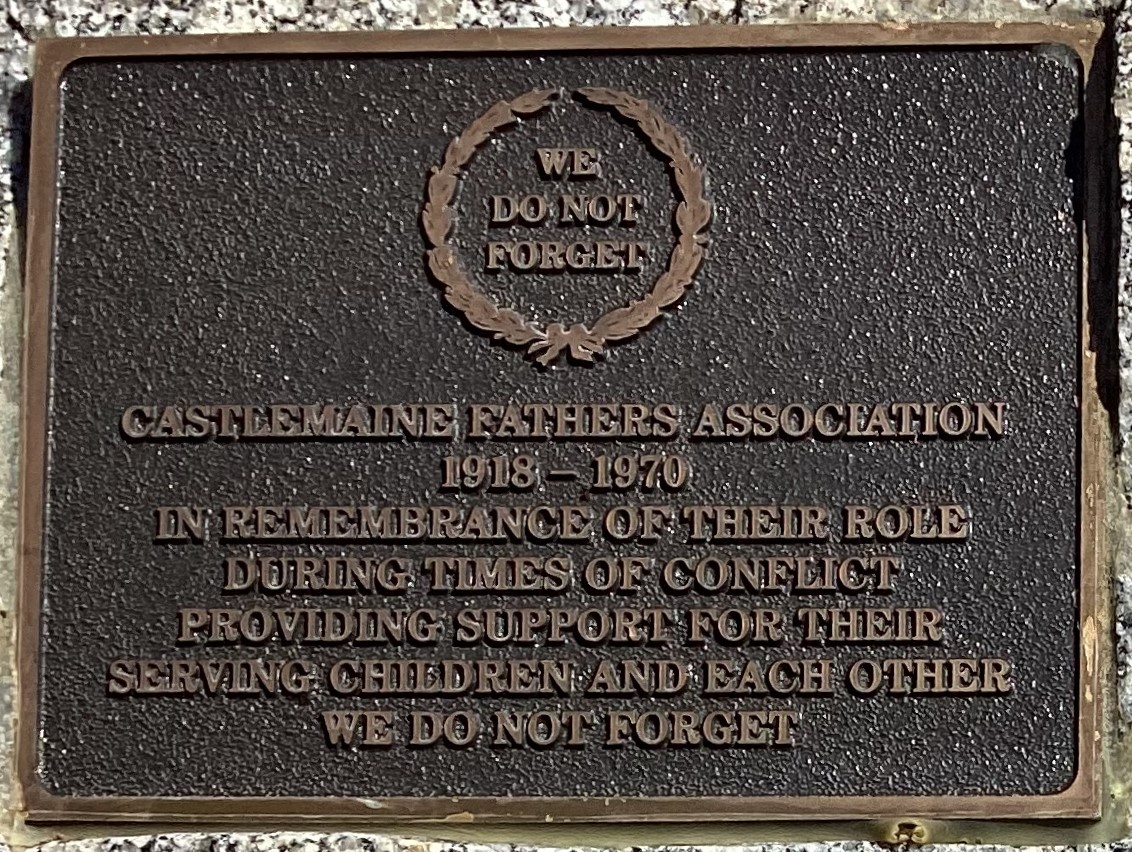 WE
DO NOT
FORGET
CASTLEMAINE FATHERS ASSOCIATION
1918 – 1970
IN REMEMBRANCE OF THEIR ROLE
DURING TIMES OF CONFLICT
PROVIDING SUPPORT FOR THEIR
SERVING CHILDREN AND EACH OTHER
WE DO NOT FORGET